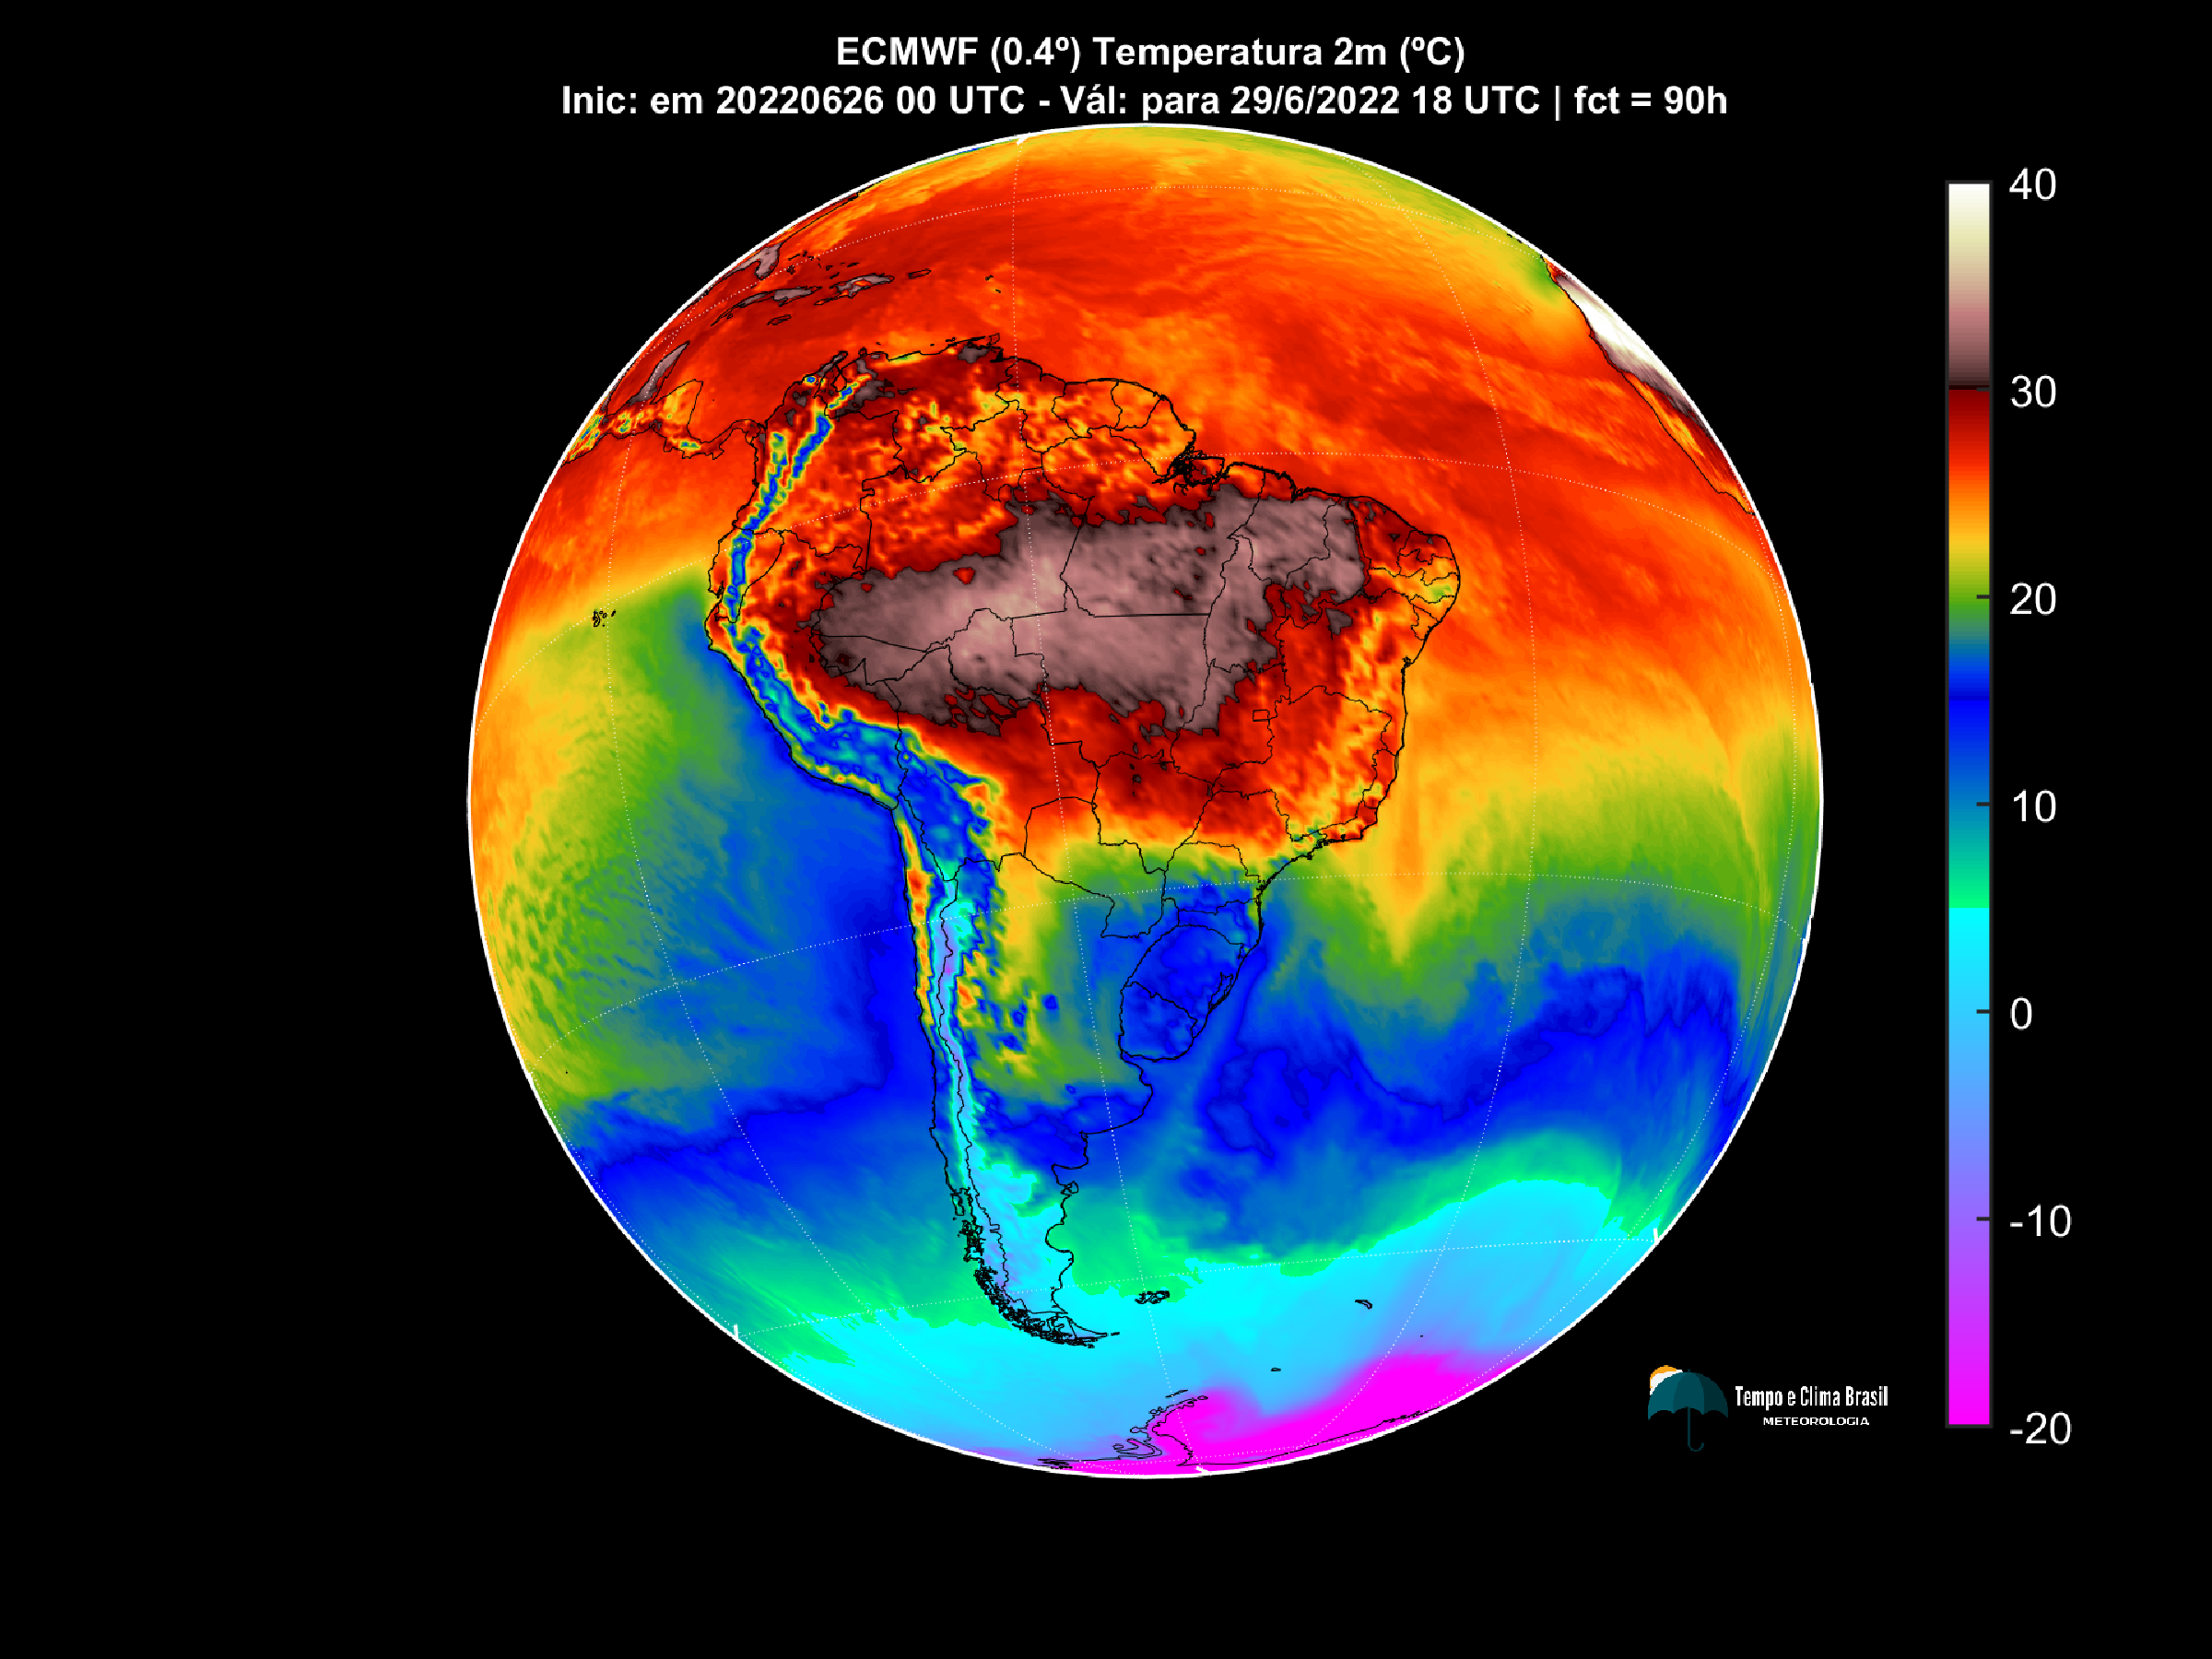 ECMWF (0.4º) Temperatura 2m (ºC)
Inic: em 20220626 00 UTC - Vál: para 29/6/2022 18 UTC | fct = 90h
40
30
20
10
0
-10
-20
Tempo e Clima Brasil
METEOROLOGIA